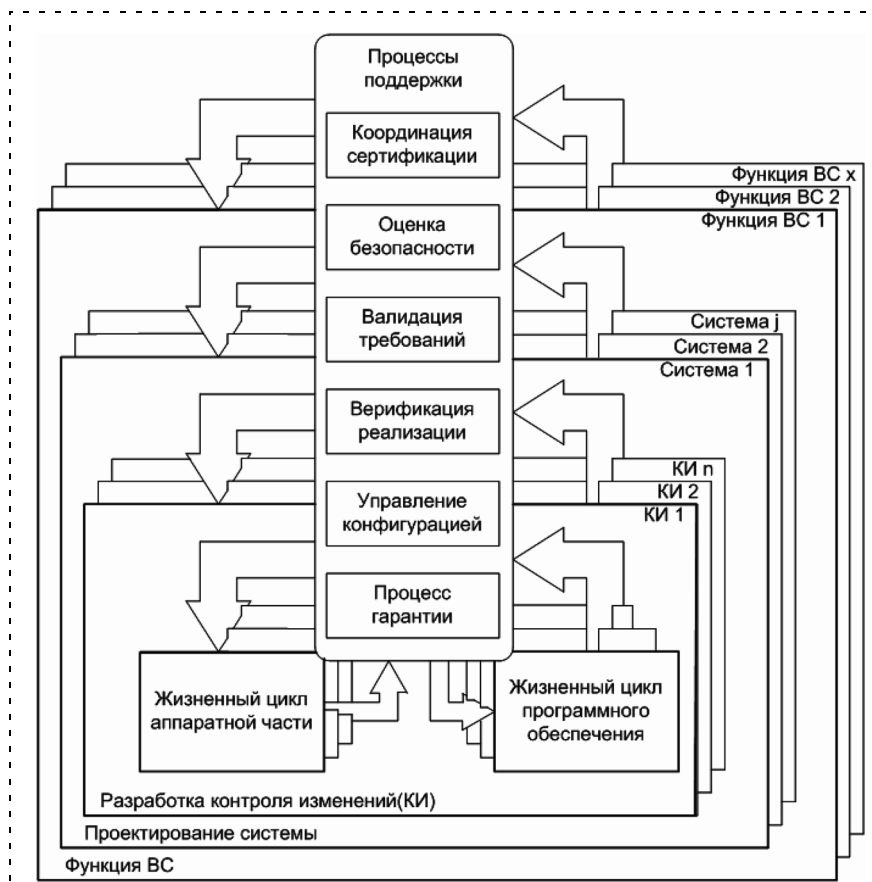 Процессы
поддержки
Координация
сертификации
Функция ВС x
Функция ВС 2
Функция ВС 1
Оценка
безопасности
Валидация
требований
Система j
Система 2
Система 1
Верификация
реализации
КИ n
КИ 2
КИ 1
Управление
конфигурацией
Процесс
гарантии
Жизненный цикл
аппаратной части
Жизненный цикл
программного
обеспечения
Разработка контроля изменений(КИ)
Проектирование системы
Функция ВС